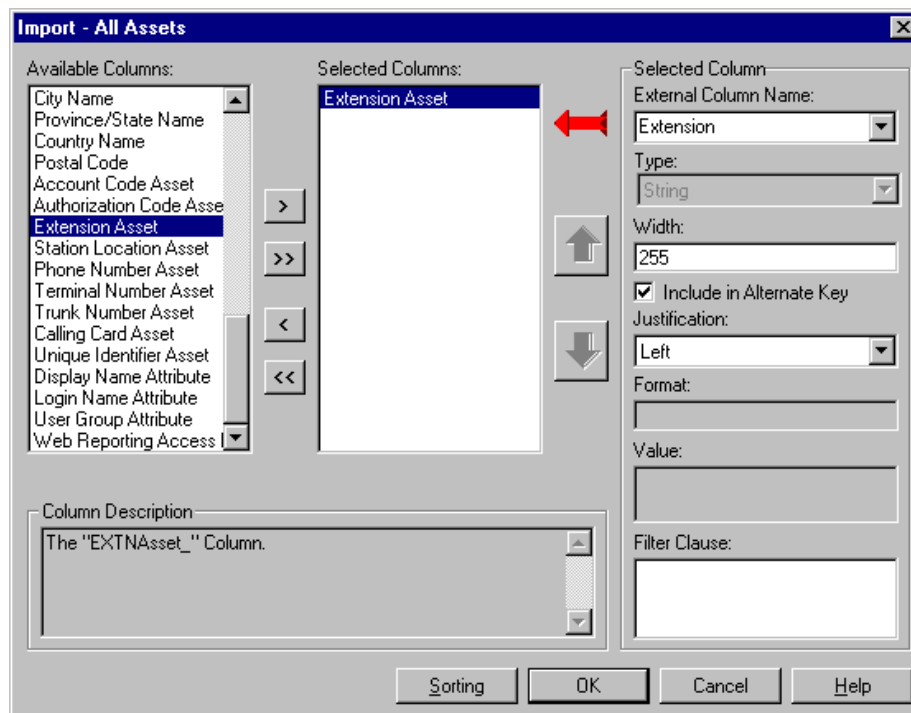 Import - All Assets
Available Columns:
City Name
Province/State Name
Country Name
Postal Code
Account Code Asset
Authorization Code Asse
Extension Asset
Station Location Asset
Phone Number Asset
Terminal Number Asset
Trunk Number Asset
Calling Card Asset
Unique Identifier Asset
Display Name Attribute
Login Name Attribute
User Group Attribute
Web Reporting Access
>
>>
<
<<
Selected Columns:
Extension Asset
Selected Column
External Column Name:
Extension
Type:
String
Width:
255
Include in Alternate Key
Justification:
Left
Format:
Value:
Filter Clause:
Column Description
The "EXTNAsset_" Column.
Sorting
OK
Cancel
Help